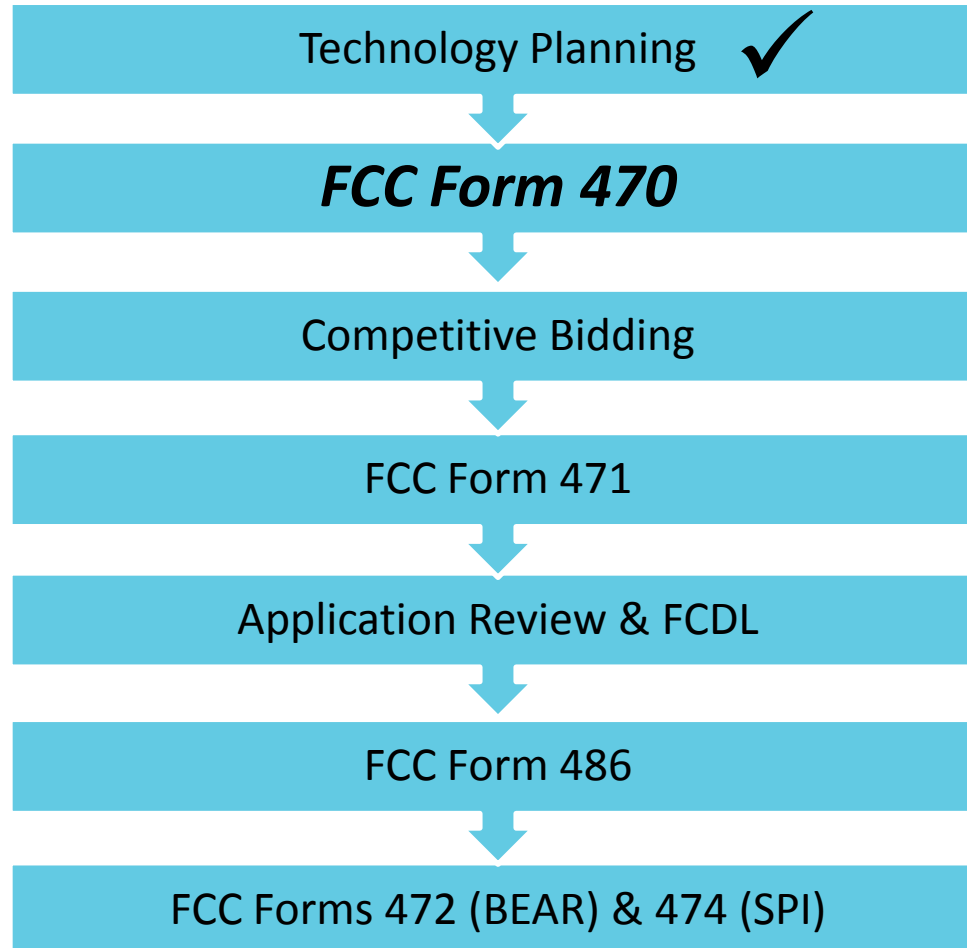 Technology Planning ✓
FCC Form 470
Competitive Bidding
FCC Form 471
Application Review & FCDL
FCC Form 486
FCC Forms 472 (BEAR) & 474 (SPI)